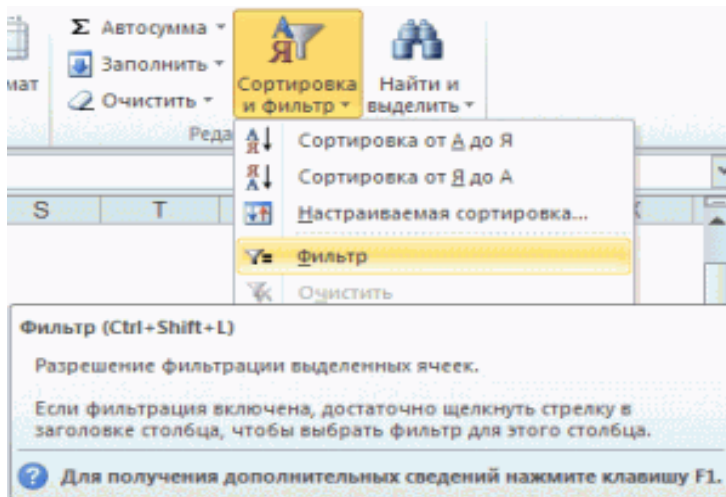 Σ Автосумма
Заполнить
Очистить
мат
Сортировка и фильтр
Найти и выделить
Реда
Сортировка от А до Я
Сортировка от Я до А
Настраиваемая сортировка...
S T
Фильтр
Очистить
Фильтр (Ctrl+Shift+L)
Разрешение фильтрации выделенных ячеек.
Если фильтрация включена, достаточно щелкнуть стрелку в
заголовке столбца, чтобы выбрать фильтр для этого столбца.
Для получения дополнительных сведений нажмите клавишу F1.